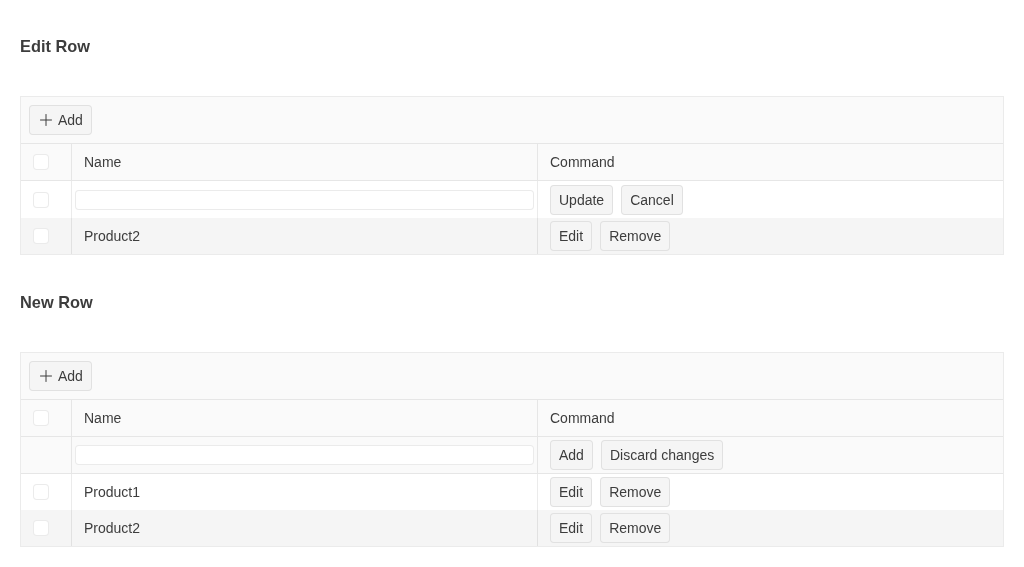 Edit Row
Add
Name Command
Update Cancel
Product2 Edit Remove
New Row
Add
Name Command
Add Discard changes
Product1 Edit Remove
Product2 Edit Remove